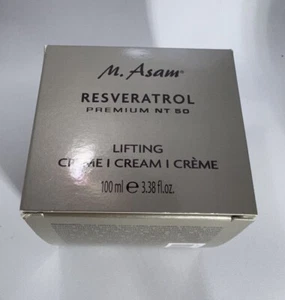 M. Asam®
RESVERATROL
PREMIUM NT 50
LIFTING
CREME I CREAM I CRÈME
100 ml ℮ 3.38 fl.oz.